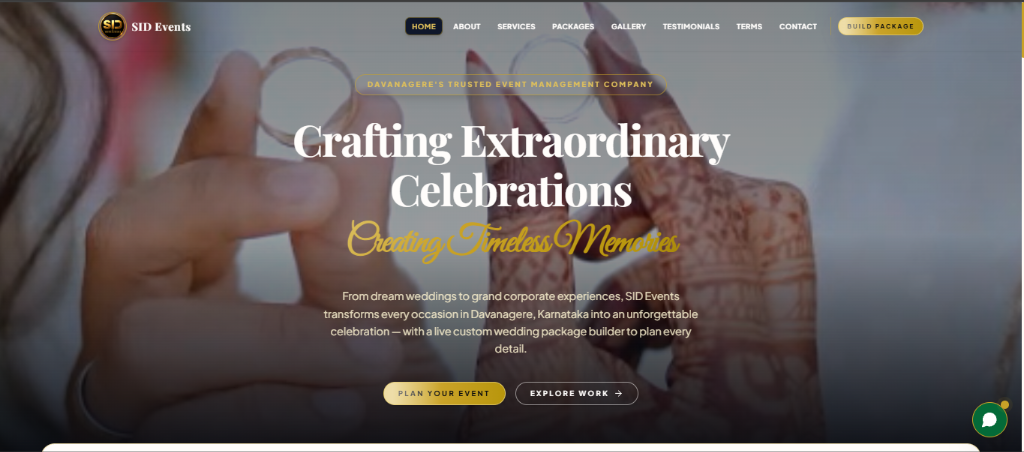 SID
SID Events
HOME ABOUT SERVICES PACKAGES GALLERY TESTIMONIALS TERMS CONTACT BUILD PACKAGE
DAVANAGERE'S TRUSTED EVENT MANAGEMENT COMPANY
Crafting Extraordinary
Celebrations
Creating Timeless Memories
From dream weddings to grand corporate experiences, SID Events
transforms every occasion in Davanagere, Karnataka into an unforgettable
celebration — with a live custom wedding package builder to plan every
detail.
PLAN YOUR EVENT EXPLORE WORK →